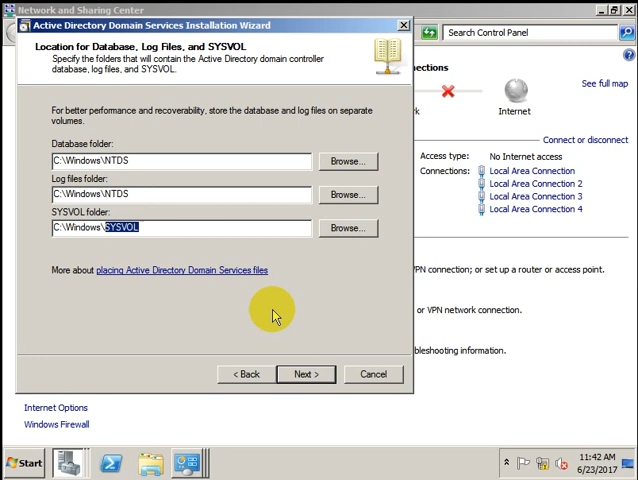 Network and Sharing Center
Active Directory Domain Services Installation Wizard
Search Control Panel
Location for Database, Log Files, and SYSVOL
Specify the folders that will contain the Active Directory domain controller
database, log files, and SYSVOL.
For better performance and recoverability, store the database and log files on separate
volumes.
Database folder:
C:\Windows\NTDS
Browse...
Log files folder:
C:\Windows\NTDS
Browse...
SYSVOL folder:
C:\Windows\SYSVOL
Browse...
More about placing Active Directory Domain Services files
< Back
Next >
Cancel
nections
See full map
k
Internet
Connect or disconnect
Access type:
No Internet access
Connections:
Local Area Connection
Local Area Connection 2
Local Area Connection 3
Local Area Connection 4
PN connection; or set up a router or access point.
or VPN network connection.
bleshooting information.
Internet Options
Windows Firewall
Start
11:42 AM
6/23/2017